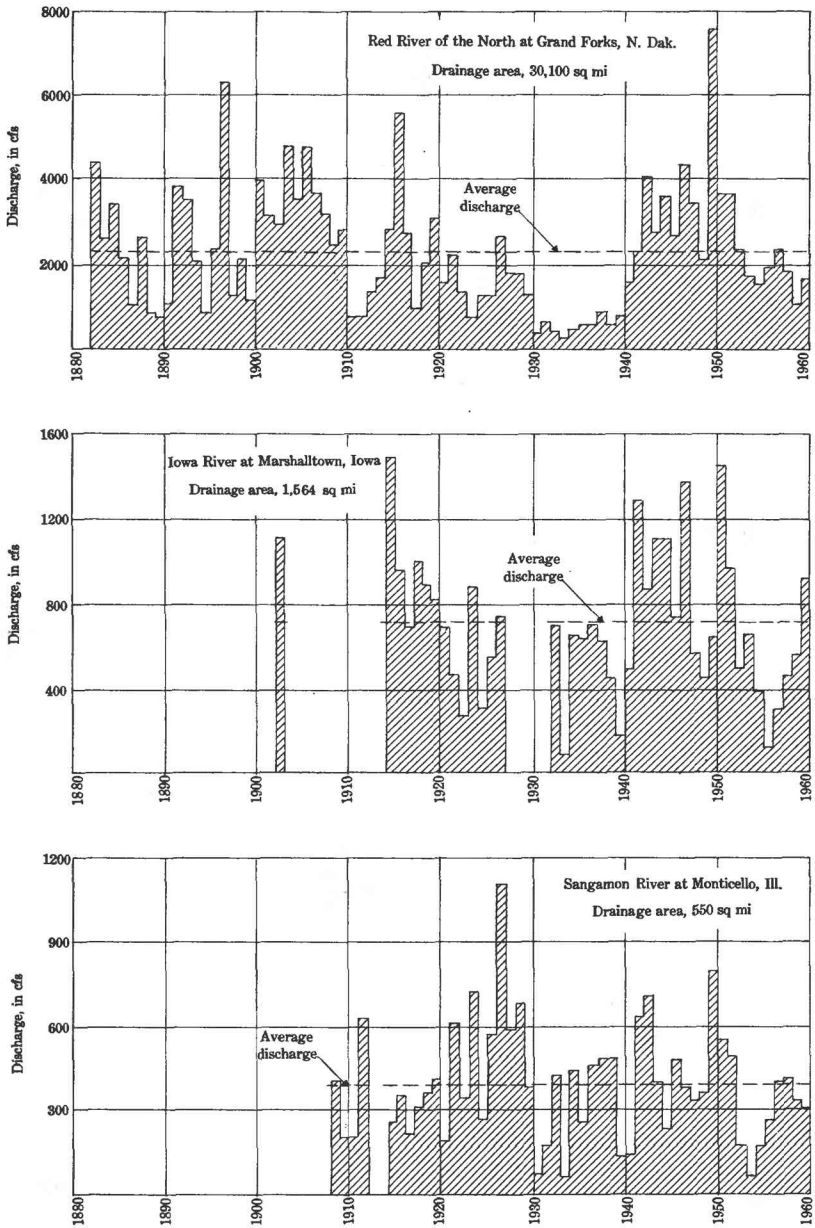 8000
6000
4000
2000
Discharge, in cfs
Red River of the North at Grand Forks, N. Dak.
Drainage area, 30,100 sq mi
Average
discharge
1880
1890
1900
1910
1920
1930
1940
1950
1960
1600
1200
800
400
Discharge, in cfs
Iowa River at Marshalltown, Iowa
Drainage area, 1,564 sq mi
Average
discharge
1880
1890
1900
1910
1920
1930
1940
1950
1960
1200
900
600
300
Discharge, in cfs
Sangamon River at Monticello, Ill.
Drainage area, 550 sq mi
Average
discharge
1880
1890
1900
1910
1920
1930
1940
1950
1960